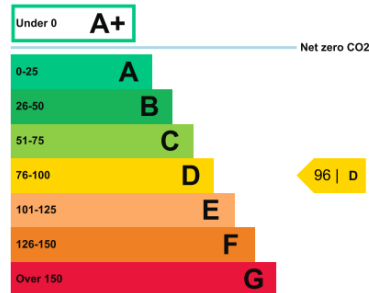 Under 0 A+
Net zero CO2
0-25 A
26-50 B
51-75 C
76-100 D
96 | D
101-125 E
126-150 F
Over 150 G